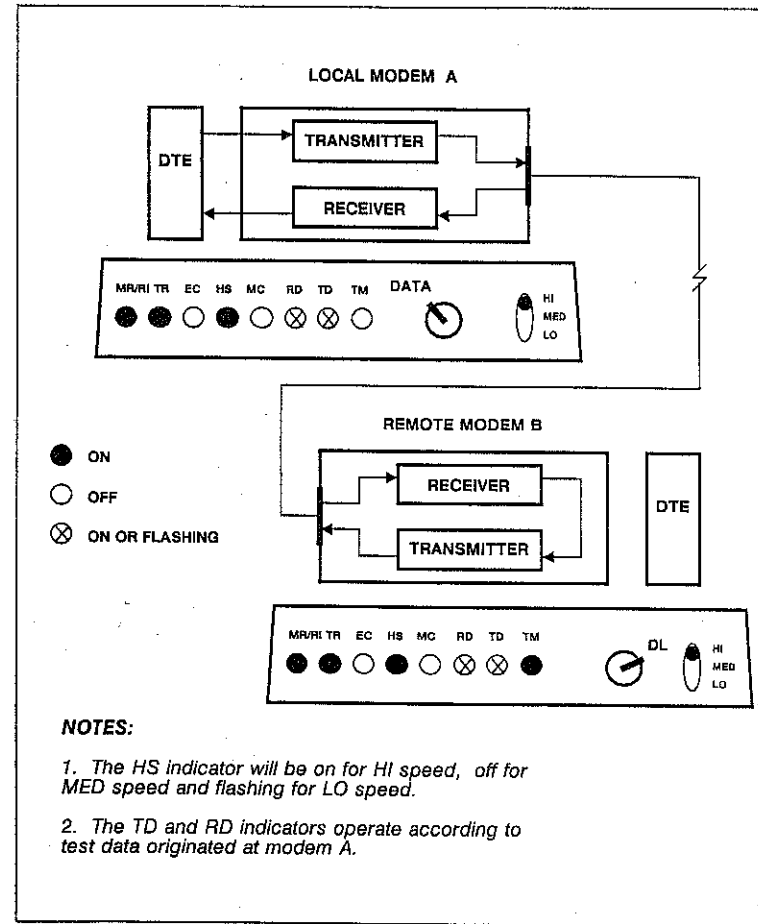 LOCAL MODEM A
DTE
TRANSMITTER
RECEIVER
MR/RI TR EC HS MC RD TD TM DATA
HI
MED
LO
REMOTE MODEM B
ON
OFF
ON OR FLASHING
RECEIVER
TRANSMITTER
DTE
MR/RI TR EC HS MC RD TD TM DL
HI
MED
LO
NOTES:
1. The HS indicator will be on for HI speed, off for
MED speed and flashing for LO speed.
2. The TD and RD indicators operate according to
test data originated at modem A.